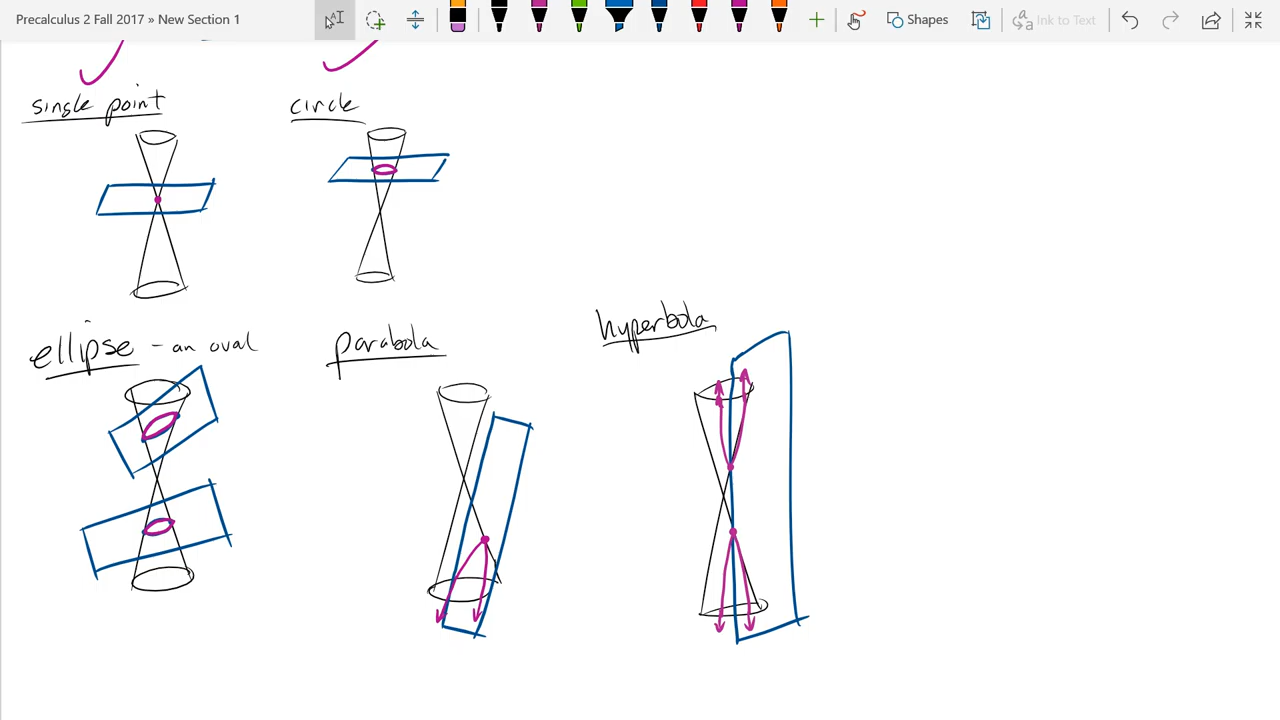 Precalculus 2 Fall 2017 » New Section 1
Shapes
Ink to Text
single point
circle
ellipse - an oval
parabola
hyperbola